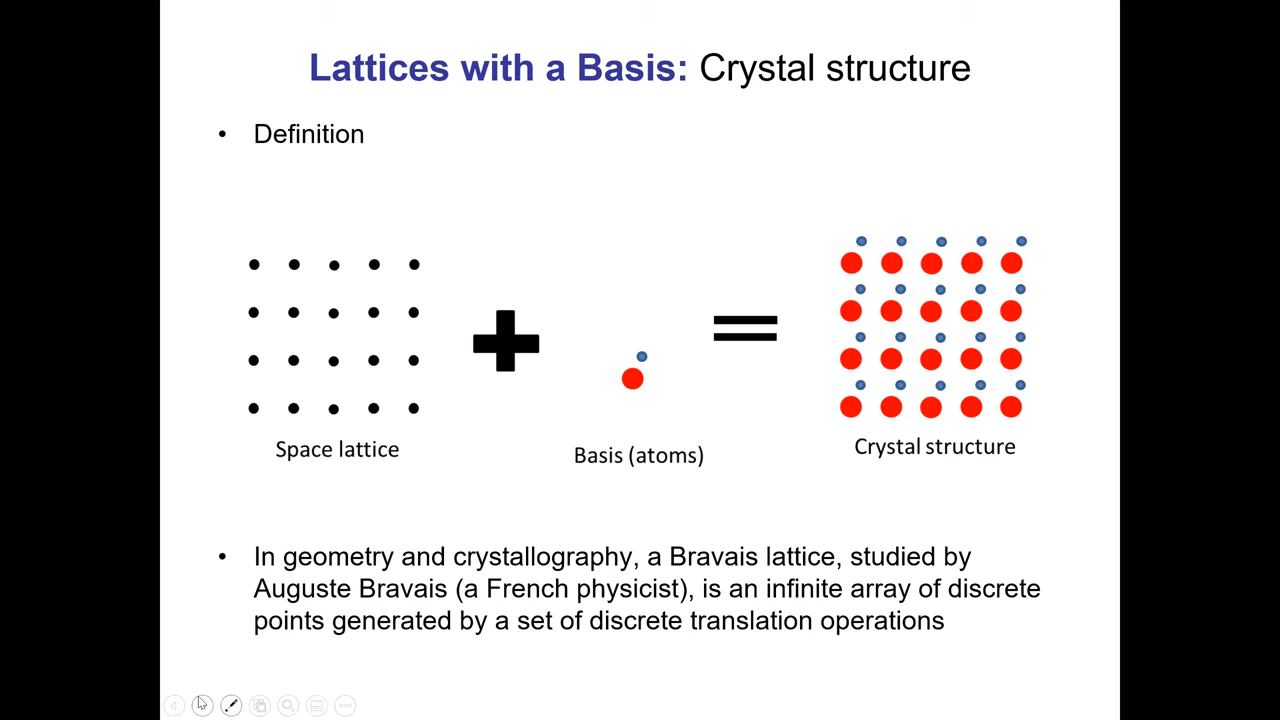 Lattices with a Basis: Crystal structure
• Definition
Space lattice
Basis (atoms)
Crystal structure
• In geometry and crystallography, a Bravais lattice, studied by
Auguste Bravais (a French physicist), is an infinite array of discrete
points generated by a set of discrete translation operations